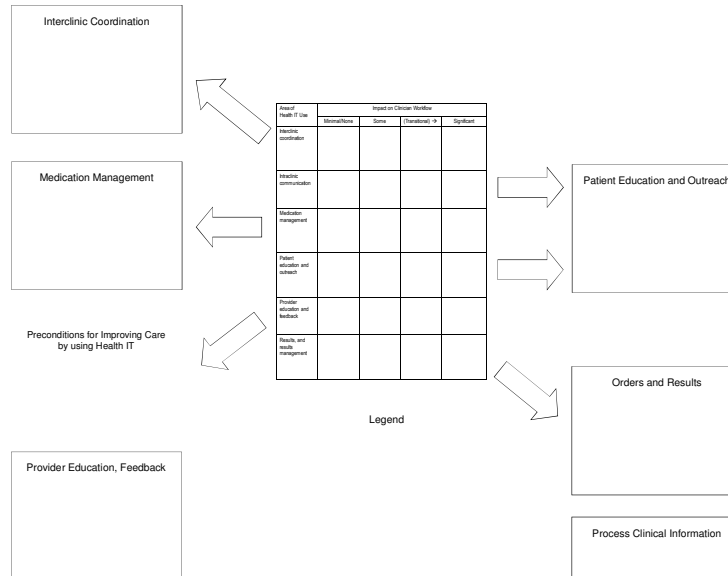 Interclinic Coordination
Area of
Health IT Use
Impact on Clinician Workflow
Minimal/None
Some
(Transitional) →
Significant
Interclinic
coordination
Intraclinic
communication
Medication
management
Patient
education and
outreach
Provider
education and
feedback
Results, and
results
management
Medication Management
Patient Education and Outreach
Preconditions for Improving Care
by using Health IT
Orders and Results
Legend
Provider Education, Feedback
Process Clinical Information